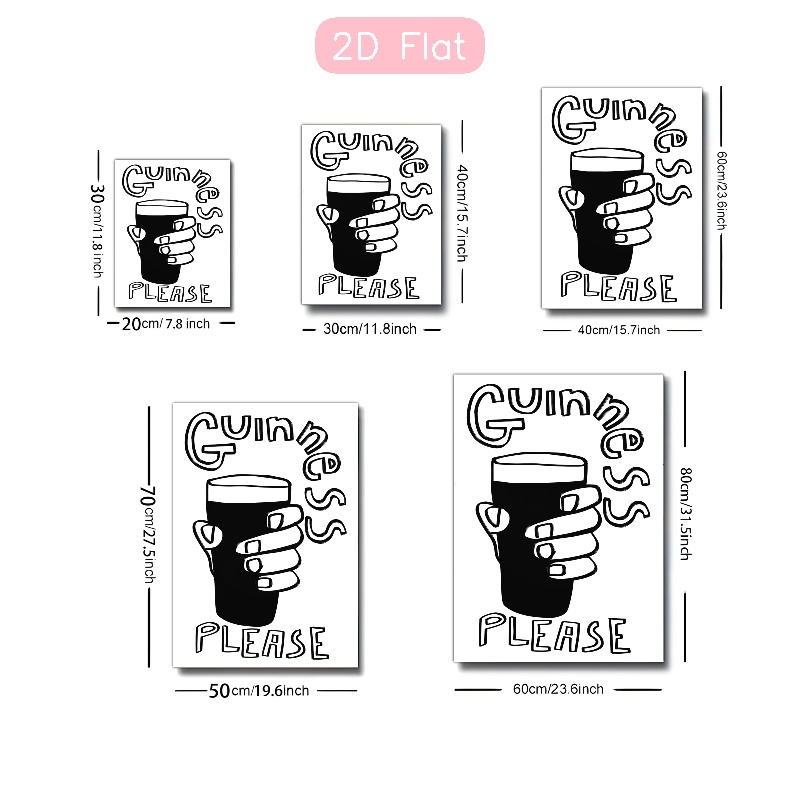 2D Flat
GUINNESS
PLEASE
30cm/11.8 inch
20cm/7.8 inch
GUINNESS
PLEASE
40cm/15.7inch
30cm/11.8inch
GUINNESS
PLEASE
60cm/23.6inch
40cm/15.7inch
GUINNESS
PLEASE
70cm/27.5inch
50cm/19.6inch
GUINNESS
PLEASE
80cm/31.5inch
60cm/23.6inch